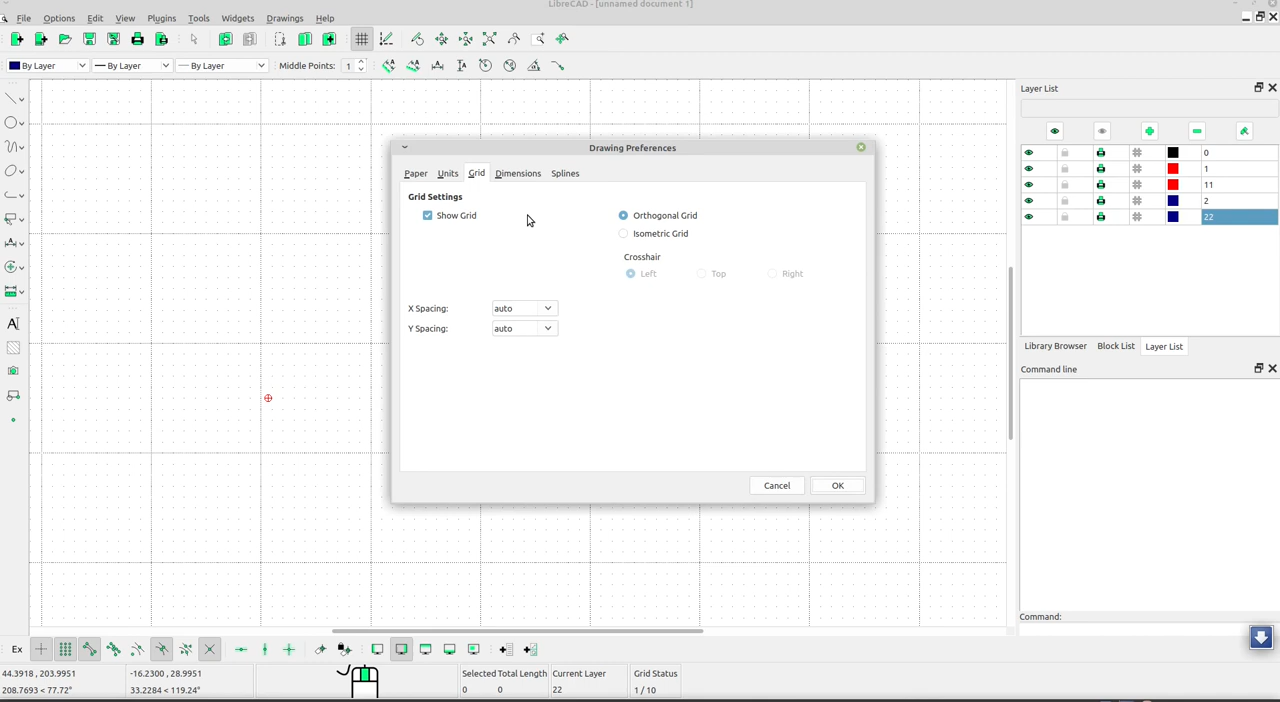 LibreCAD - [unnamed document 1]
File Options Edit View Plugins Tools Widgets Drawings Help
By Layer By Layer By Layer Middle Points: 1
Layer List
0
1
11
2
22
Library Browser Block List Layer List
Command line
Command:
Drawing Preferences
Paper Units Grid Dimensions Splines
Grid Settings
Show Grid
Orthogonal Grid
Isometric Grid
Crosshair
Left Top Right
X Spacing: auto
Y Spacing: auto
Cancel OK
Ex
44.3918 , 203.9951 -16.2300 , 28.9951 Selected Total Length Current Layer Grid Status
208.7693 < 77.72° 33.2284 < 119.24° 0 0 22 1 / 10